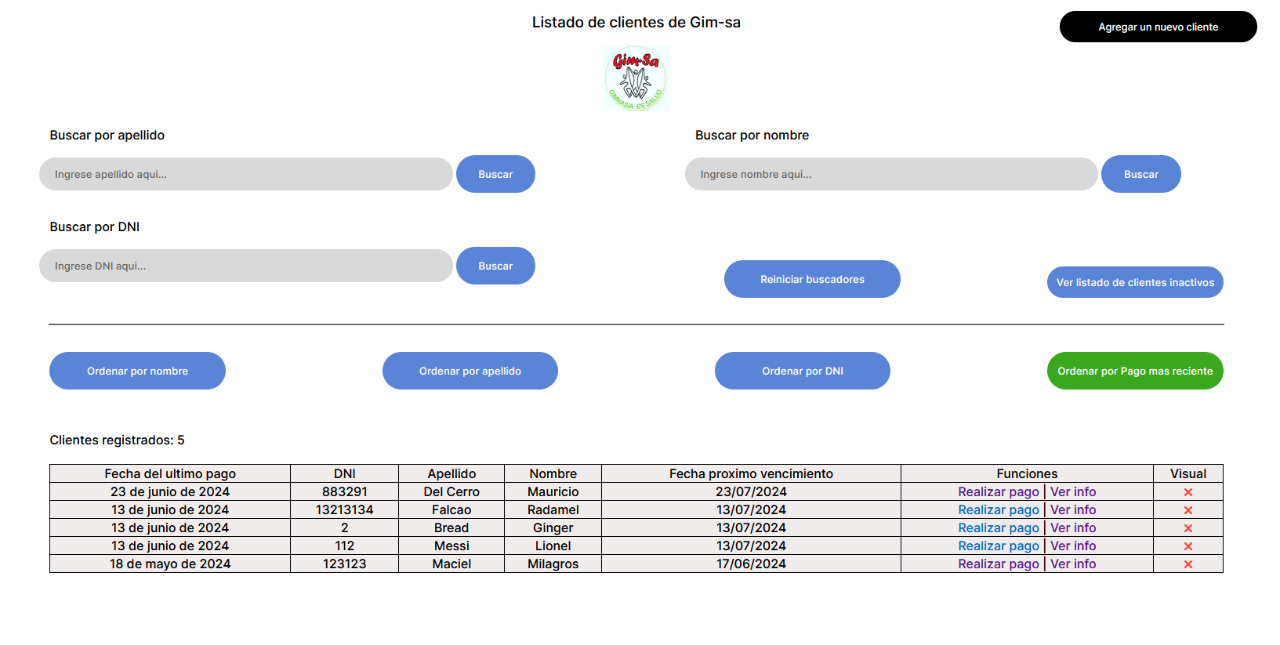 Listado de clientes de Gim-sa
Agregar un nuevo cliente
Gim-Sa
GIMNASIA ES SALUD
Buscar por apellido
Buscar por nombre
Ingrese apellido aqui...
Buscar
Ingrese nombre aqui...
Buscar
Buscar por DNI
Ingrese DNI aqui...
Buscar
Reiniciar buscadores
Ver listado de clientes inactivos
Ordenar por nombre
Ordenar por apellido
Ordenar por DNI
Ordenar por Pago mas reciente
Clientes registrados: 5
Fecha del ultimo pago DNI Apellido Nombre Fecha proximo vencimiento Funciones Visual
23 de junio de 2024 883291 Del Cerro Mauricio 23/07/2024 Realizar pago | Ver info ×
13 de junio de 2024 13213134 Falcao Radamel 13/07/2024 Realizar pago | Ver info ×
13 de junio de 2024 2 Bread Ginger 13/07/2024 Realizar pago | Ver info ×
13 de junio de 2024 112 Messi Lionel 13/07/2024 Realizar pago | Ver info ×
18 de mayo de 2024 123123 Maciel Milagros 17/06/2024 Realizar pago | Ver info ×